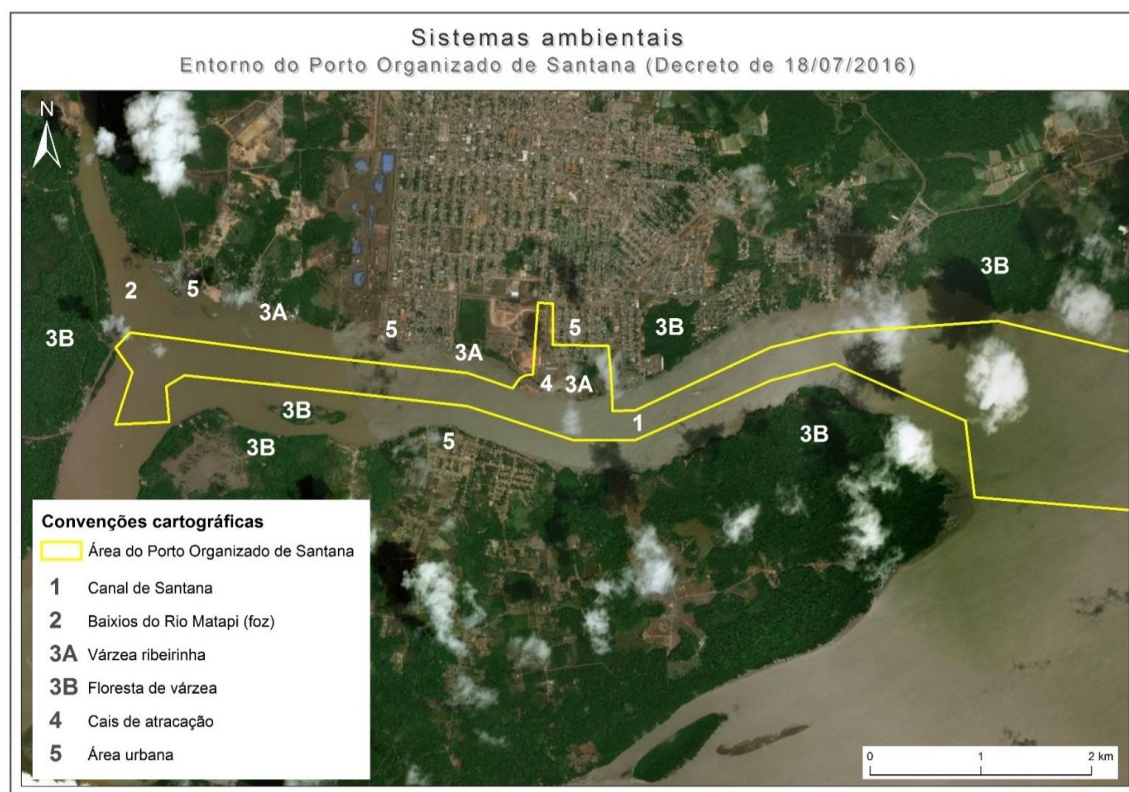 Sistemas ambientais
Entorno do Porto Organizado de Santana (Decreto de 18/07/2016)
N
2
5
3A
3B
3B
5
3A
5
4
3A
3B
1
3B
3B
5
3B
Convenções cartográficas
Área do Porto Organizado de Santana
1 Canal de Santana
2 Baixios do Rio Matapi (foz)
3A Várzea ribeirinha
3B Floresta de várzea
4 Cais de atracação
5 Área urbana
0 1 2 km